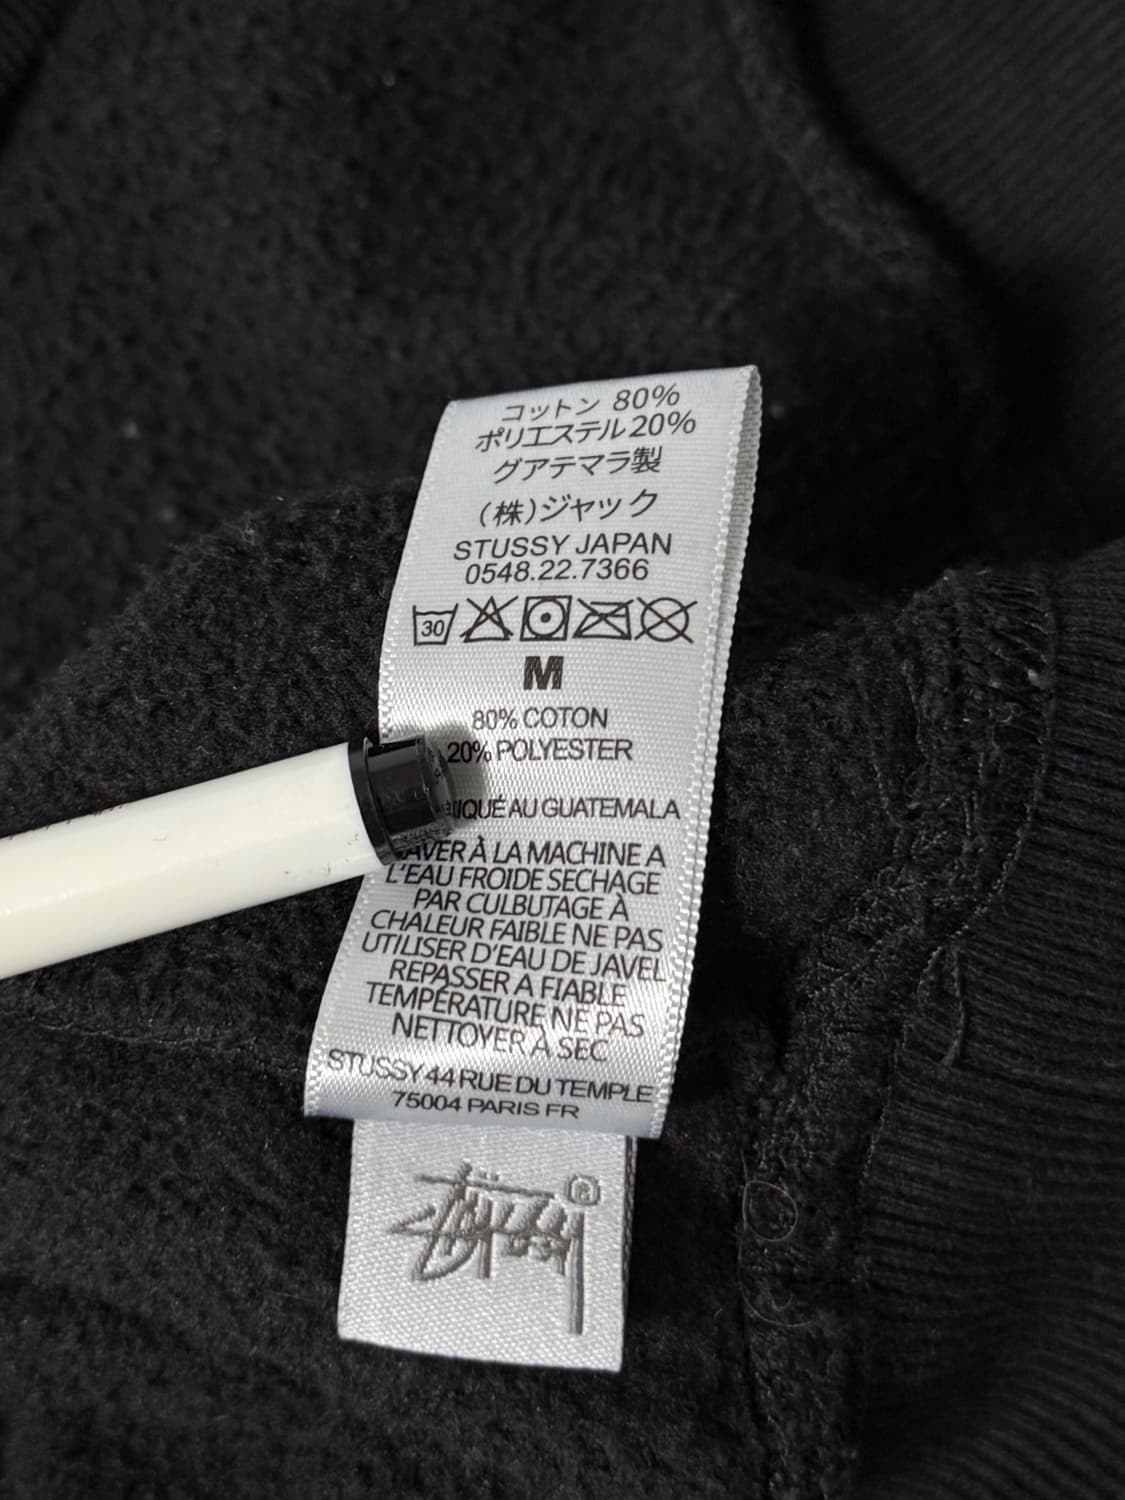 コットン 80%
ポリエステル20%
グアテマラ製
(株)ジャック
STUSSY JAPAN
0548.22.7366
30
M
80% COTON
20% POLYESTER
AU GUATEMALA
À LA MACHINE A
L'EAU FROIDE SECHAGE
PAR CULBUTAGE À
CHALEUR FAIBLE NE PAS
UTILISER D'EAU DE JAVEL
REPASSER A FIABLE
TEMPÉRATURE NE PAS
NETTOYER À SEC
STUSSY 44 RUE DU TEMPLE
75004 PARIS FR
Stüssy ®